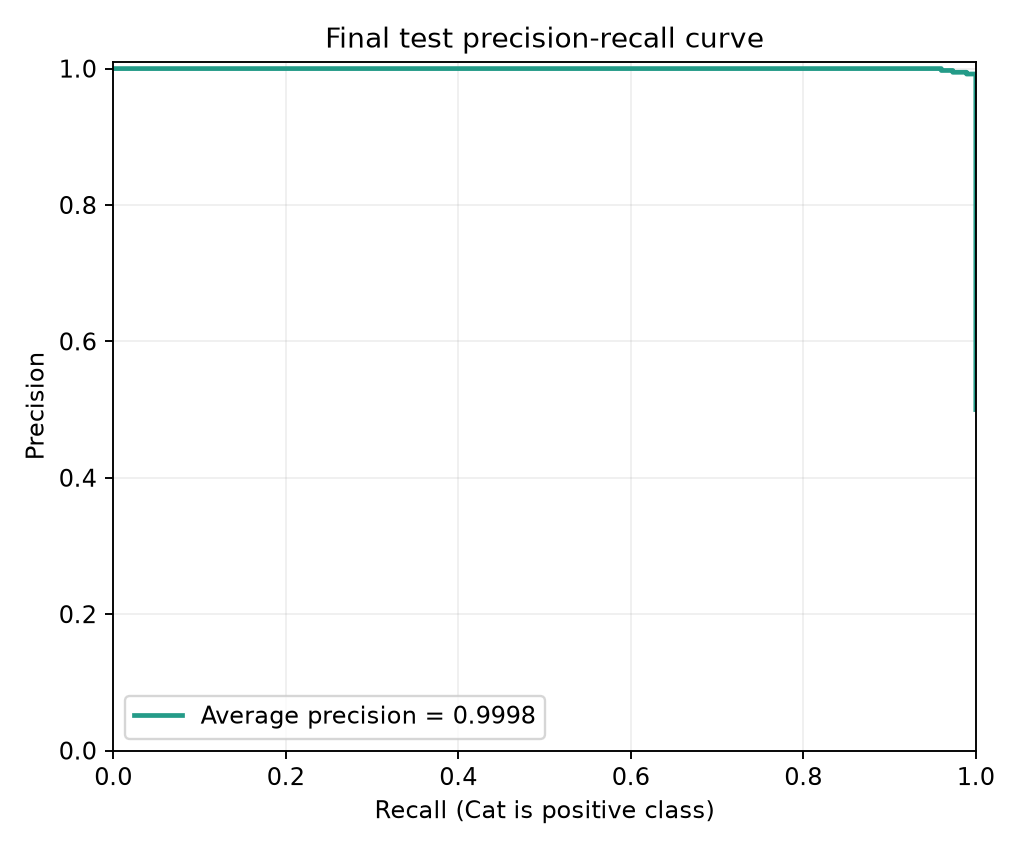 Final test precision-recall curve
1.0
0.8
0.6
0.4
0.2
0.0
Precision
Average precision = 0.9998
0.0 0.2 0.4 0.6 0.8 1.0
Recall (Cat is positive class)